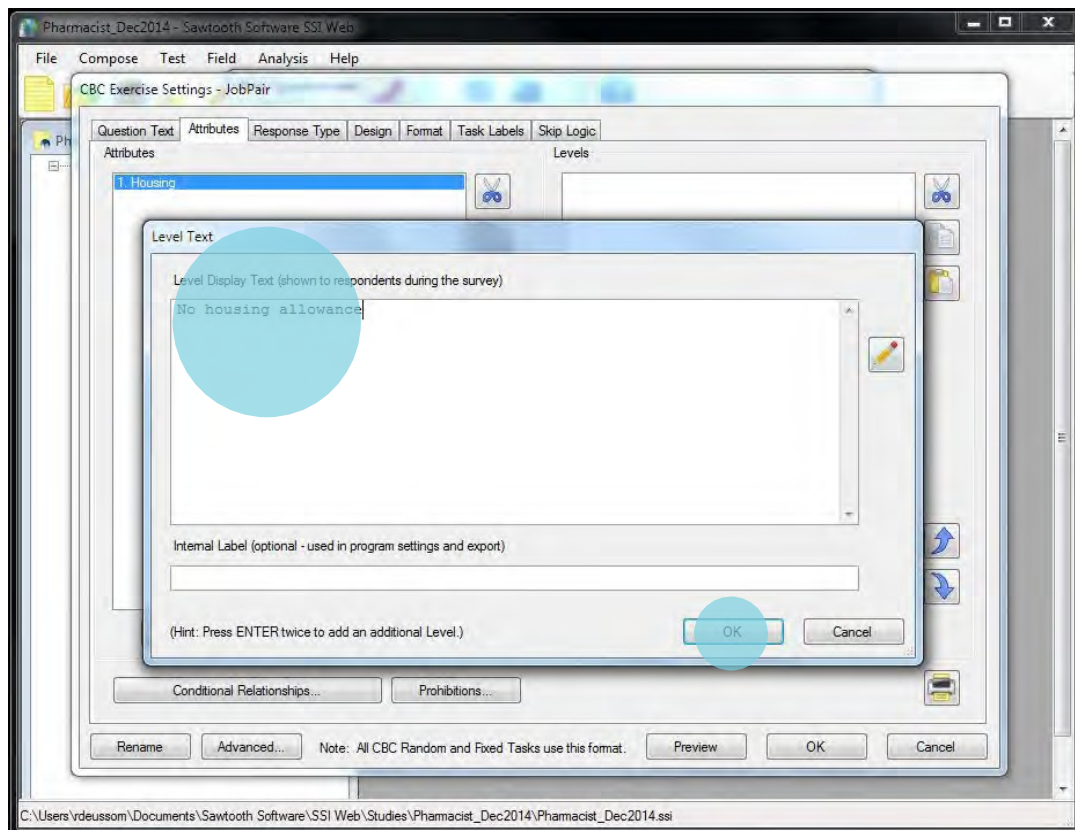 Pharmacist_Dec2014 - Sawtooth Software SSI Web
File Compose Test Field Analysis Help
CBC Exercise Settings - JobPair
Question Text Attributes Response Type Design Format Task Labels Skip Logic
Attributes Levels
1. Housing
Level Text
Level Display Text (shown to respondents during the survey)
No housing allowance
Internal Label (optional - used in program settings and export)
(Hint: Press ENTER twice to add an additional Level.)
OK Cancel
Conditional Relationships... Prohibitions...
Rename Advanced... Note: All CBC Random and Fixed Tasks use this format. Preview OK Cancel
C:\Users\rdeussom\Documents\Sawtooth Software\SSI Web\Studies\Pharmacist_Dec2014\Pharmacist_Dec2014.ssi